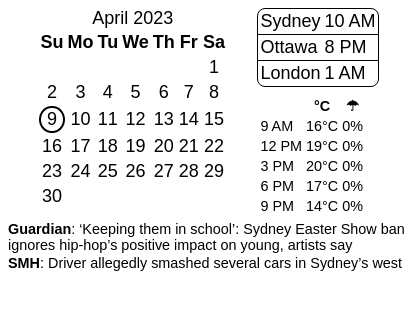 April 2023
Su Mo Tu We Th Fr Sa
1
2 3 4 5 6 7 8
9 10 11 12 13 14 15
16 17 18 19 20 21 22
23 24 25 26 27 28 29
30
Sydney 10 AM
Ottawa 8 PM
London 1 AM
°C ☂
9 AM 16°C 0%
12 PM 19°C 0%
3 PM 20°C 0%
6 PM 17°C 0%
9 PM 14°C 0%
Guardian: ‘Keeping them in school’: Sydney Easter Show ban
ignores hip-hop’s positive impact on young, artists say
SMH: Driver allegedly smashed several cars in Sydney’s west